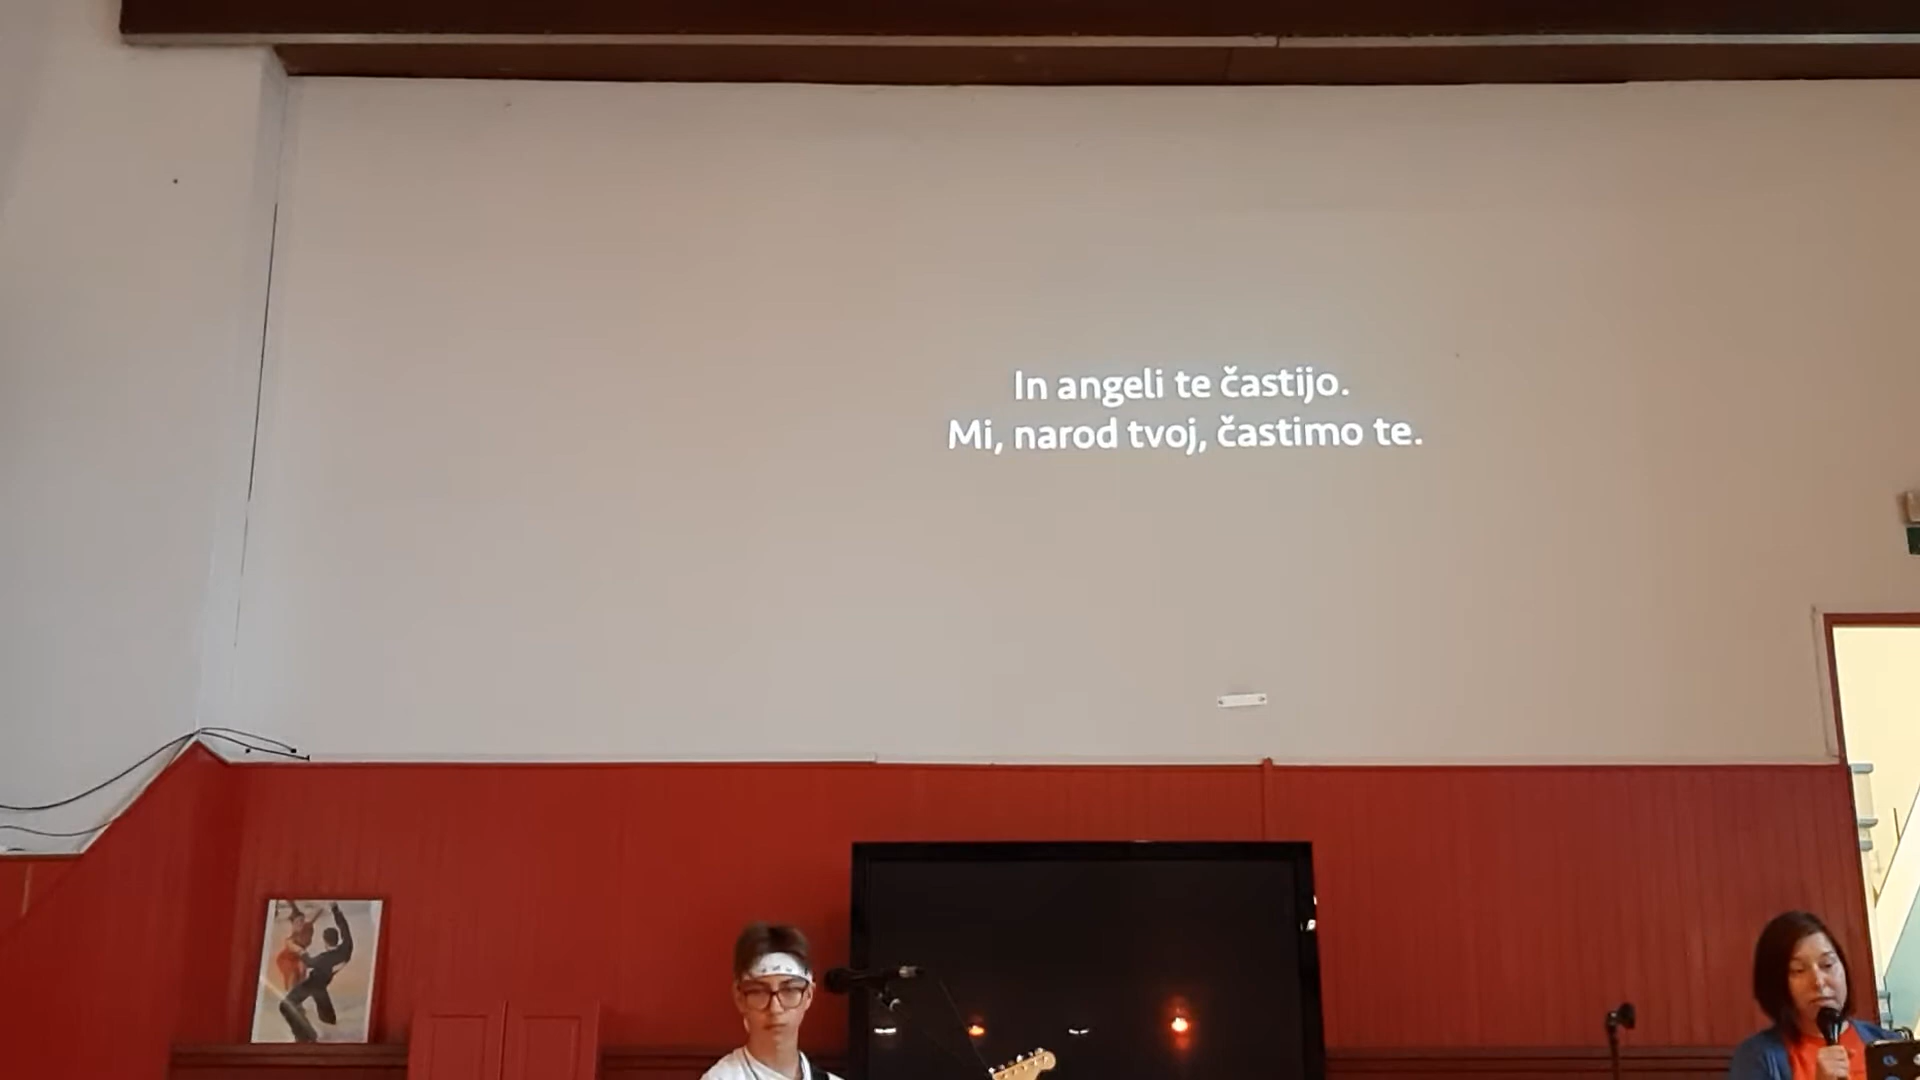 In angeli te častijo.
Mi, narod tvoj, častimo te.